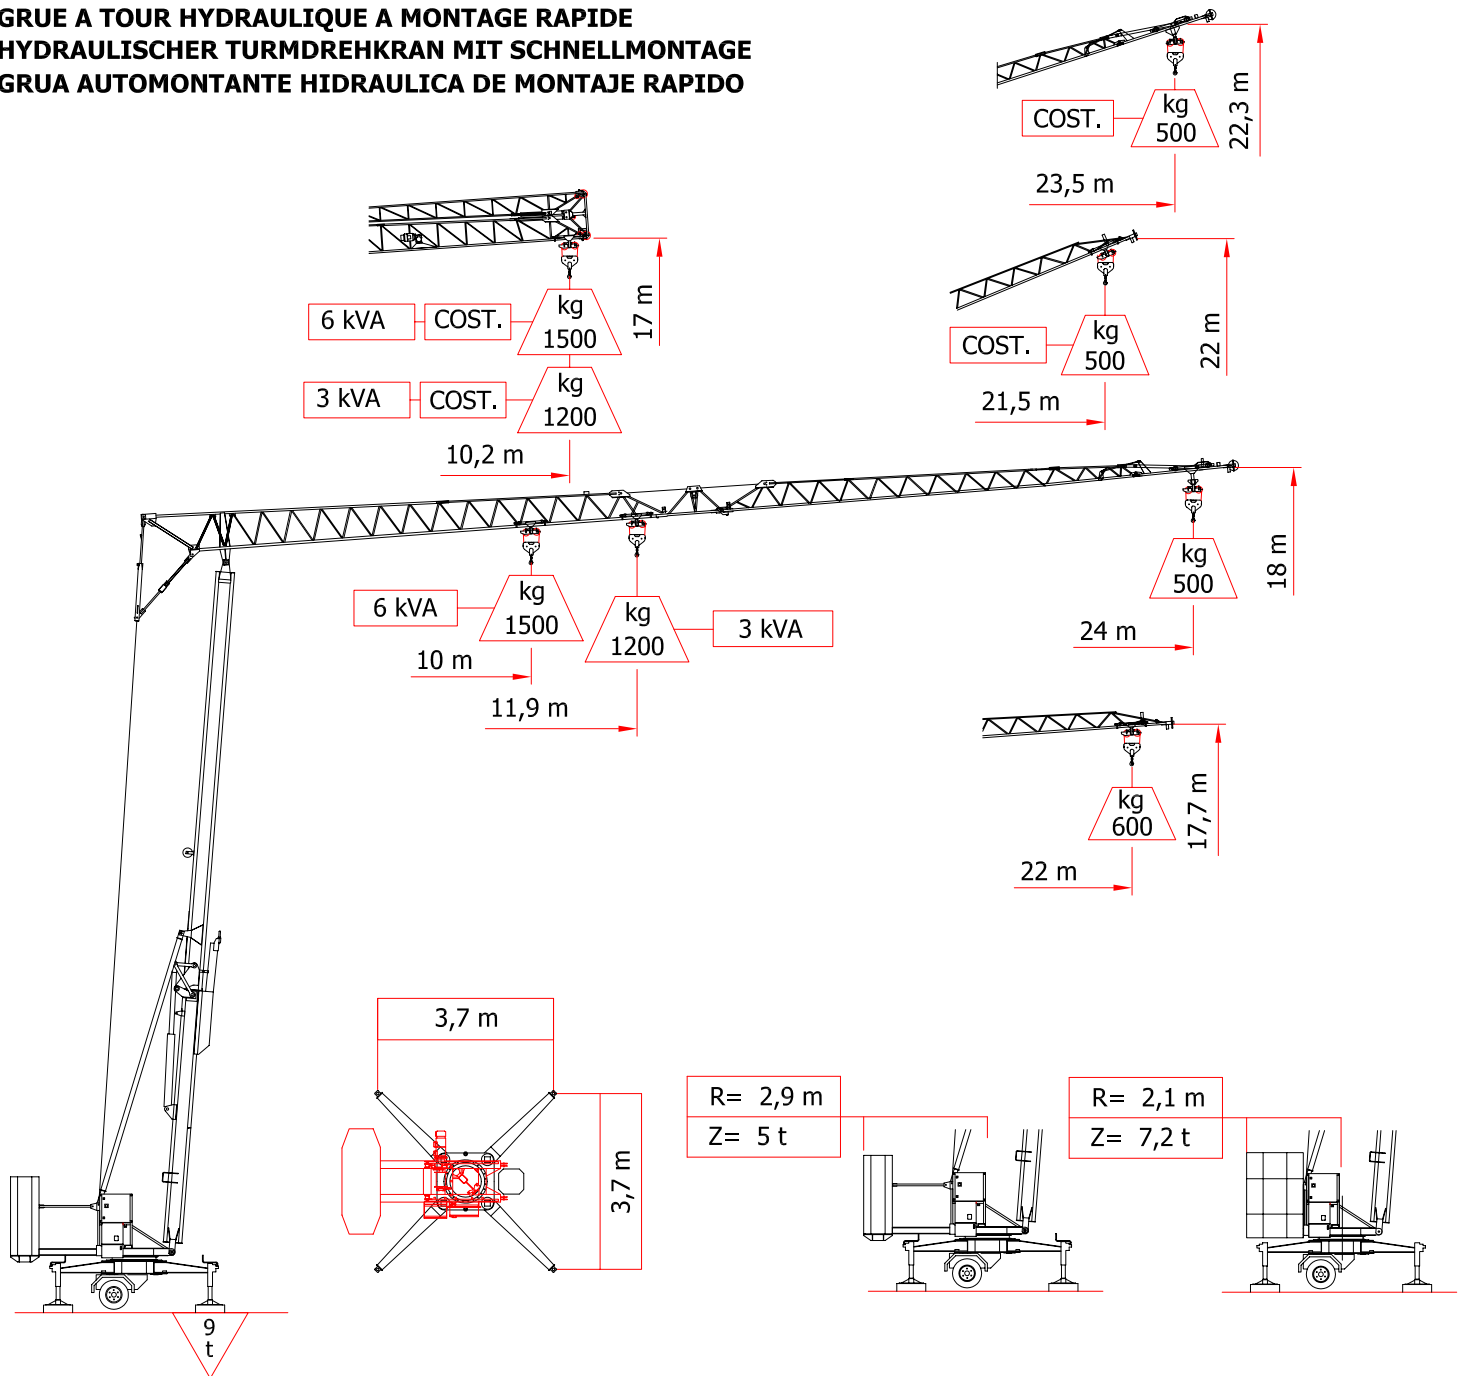 GRUE A TOUR HYDRAULIQUE A MONTAGE RAPIDE
HYDRAULISCHER TURMDREHKRAN MIT SCHNELLMONTAGE
GRUA AUTOMONTANTE HIDRAULICA DE MONTAJE RAPIDO
COST.
kg
500
22,3 m
23,5 m
6 kVA
COST.
kg
1500
17 m
3 kVA
COST.
kg
1200
10,2 m
COST.
kg
500
22 m
21,5 m
6 kVA
kg
1500
10 m
kg
1200
3 kVA
11,9 m
kg
500
18 m
24 m
kg
600
17,7 m
22 m
3,7 m
3,7 m
R= 2,9 m
Z= 5 t
R= 2,1 m
Z= 7,2 t
9
t